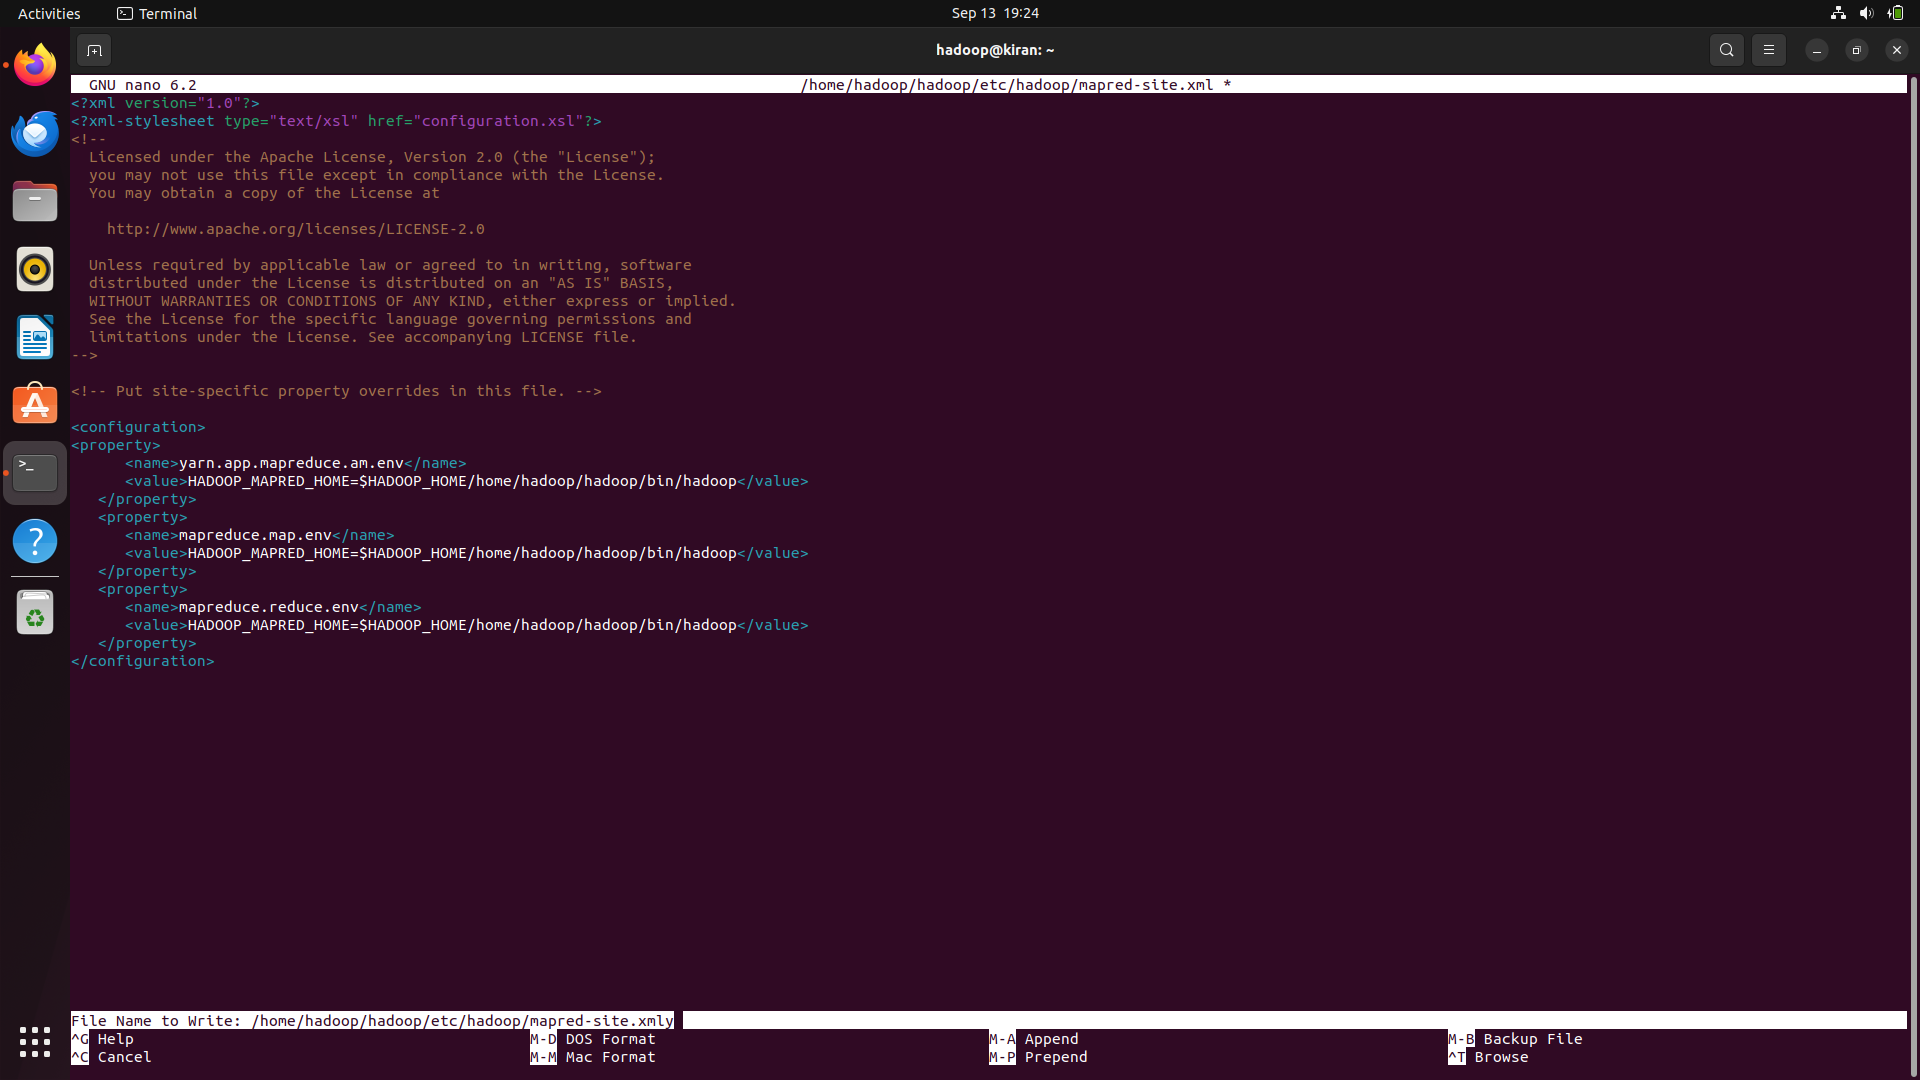 Activities
Terminal
Sep 13 19:24
hadoop@kiran: ~
GNU nano 6.2 /home/hadoop/hadoop/etc/hadoop/mapred-site.xml *
<?xml version="1.0"?>
<?xml-stylesheet type="text/xsl" href="configuration.xsl"?>
<!--
  Licensed under the Apache License, Version 2.0 (the "License");
  you may not use this file except in compliance with the License.
  You may obtain a copy of the License at
    http://www.apache.org/licenses/LICENSE-2.0
  Unless required by applicable law or agreed to in writing, software
  distributed under the License is distributed on an "AS IS" BASIS,
  WITHOUT WARRANTIES OR CONDITIONS OF ANY KIND, either express or implied.
  See the License for the specific language governing permissions and
  limitations under the License. See accompanying LICENSE file.
-->
<!-- Put site-specific property overrides in this file. -->
<configuration>
<property>
      <name>yarn.app.mapreduce.am.env</name>
      <value>HADOOP_MAPRED_HOME=$HADOOP_HOME/home/hadoop/hadoop/bin/hadoop</value>
   </property>
   <property>
      <name>mapreduce.map.env</name>
      <value>HADOOP_MAPRED_HOME=$HADOOP_HOME/home/hadoop/hadoop/bin/hadoop</value>
   </property>
   <property>
      <name>mapreduce.reduce.env</name>
      <value>HADOOP_MAPRED_HOME=$HADOOP_HOME/home/hadoop/hadoop/bin/hadoop</value>
   </property>
</configuration>
File Name to Write: /home/hadoop/hadoop/etc/hadoop/mapred-site.xmly
^G Help M-D DOS Format M-A Append M-B Backup File
^C Cancel M-M Mac Format M-P Prepend ^T Browse